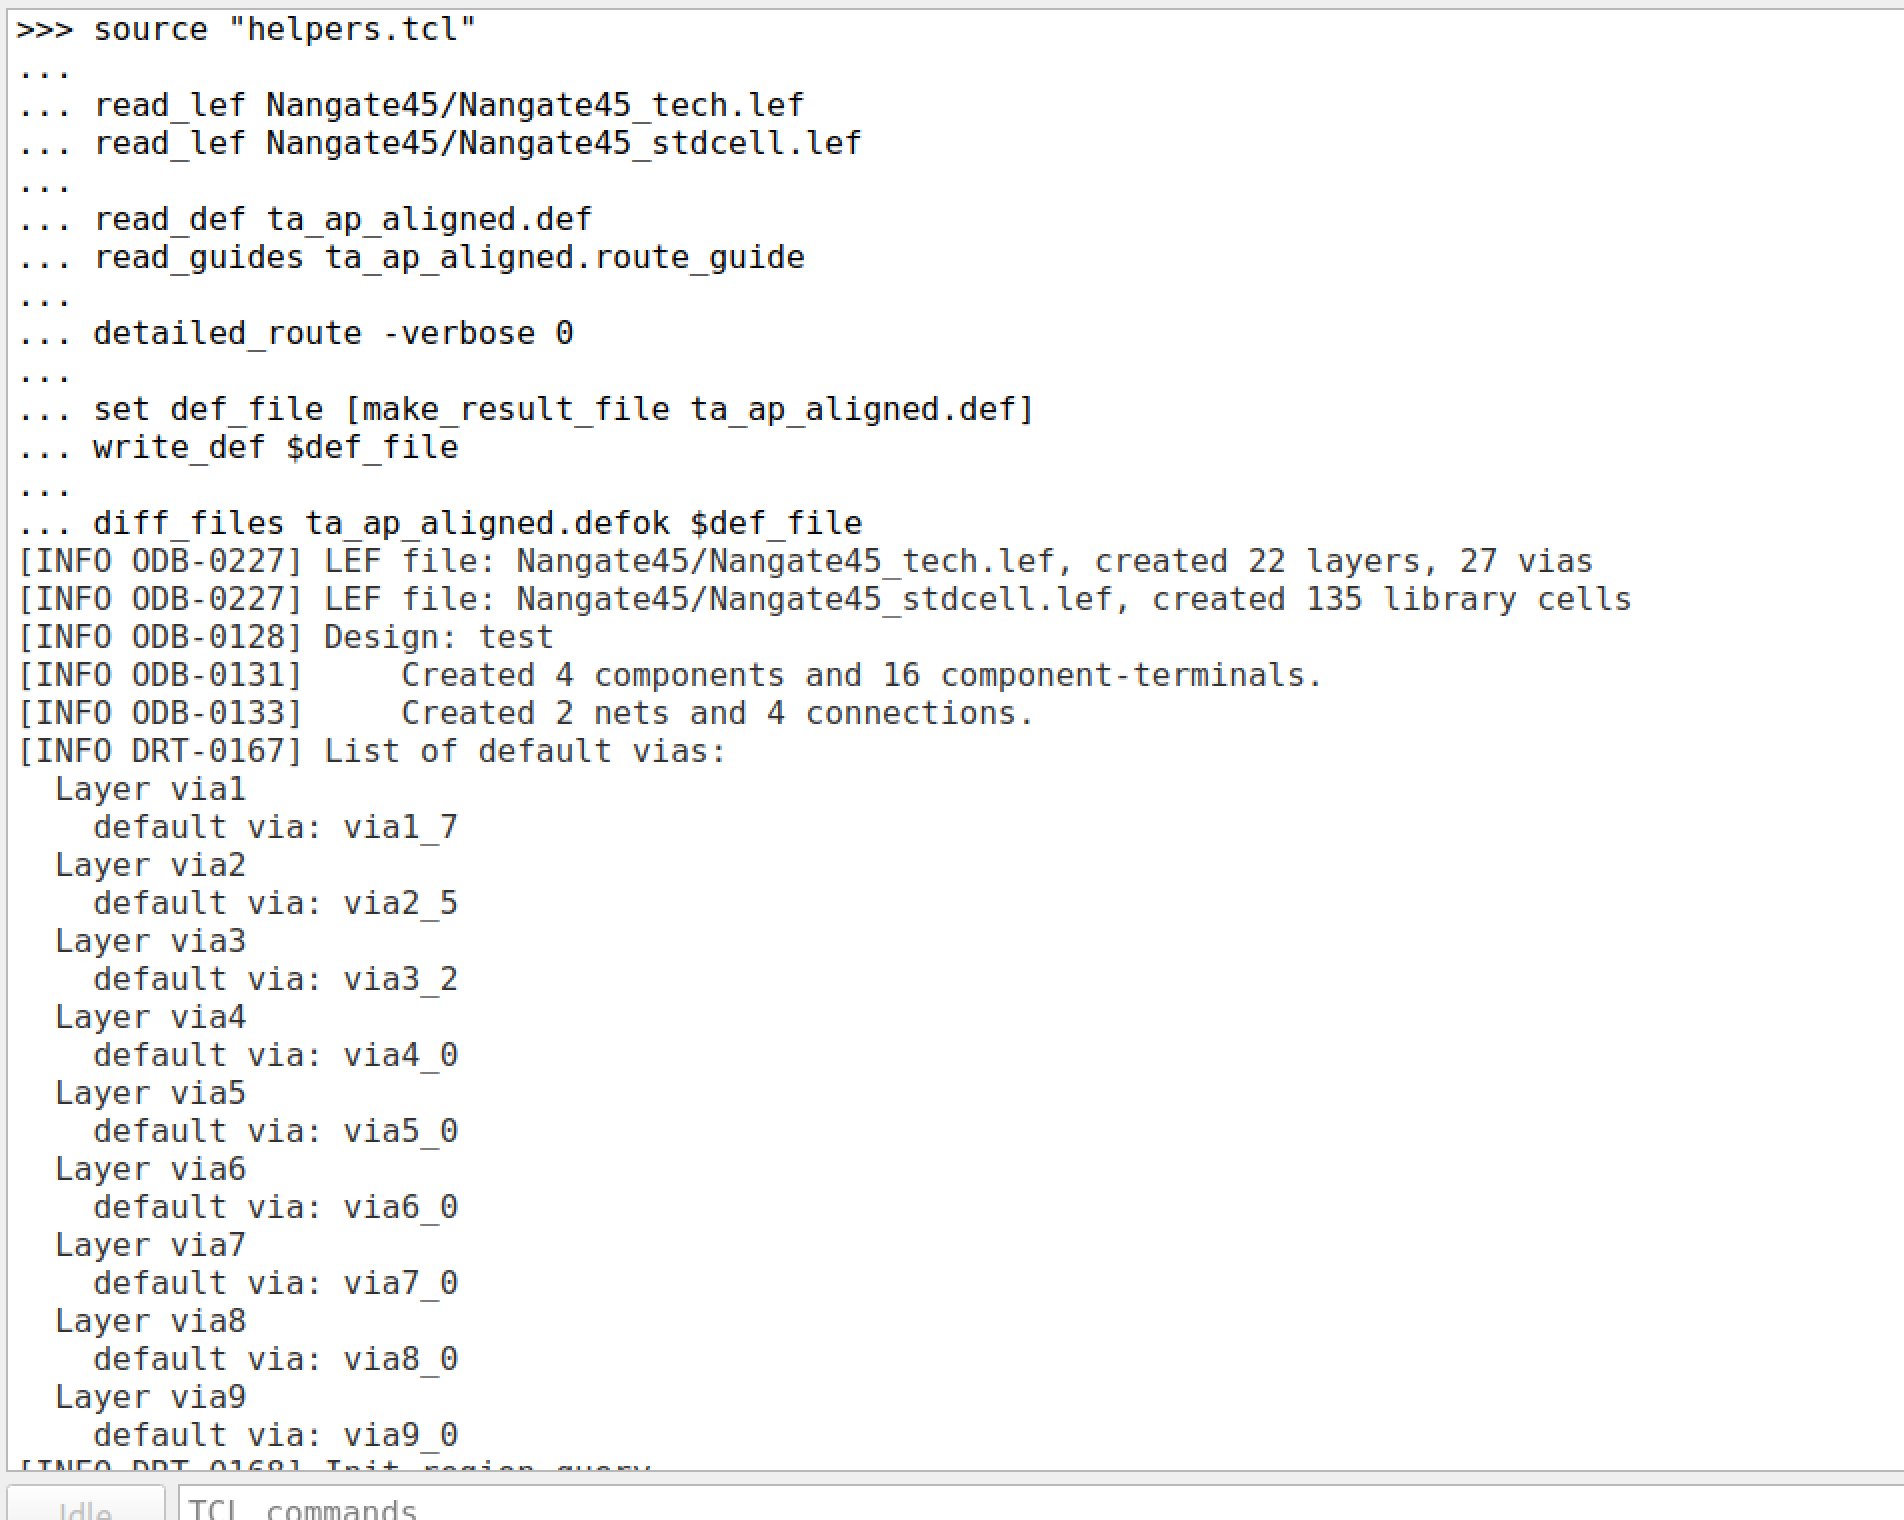 >>> source "helpers.tcl"
...
... read_lef Nangate45/Nangate45_tech.lef
... read_lef Nangate45/Nangate45_stdcell.lef
...
... read_def ta_ap_aligned.def
... read_guides ta_ap_aligned.route_guide
...
... detailed_route -verbose 0
...
... set def_file [make_result_file ta_ap_aligned.def]
... write_def $def_file
...
... diff_files ta_ap_aligned.defok $def_file
[INFO ODB-0227] LEF file: Nangate45/Nangate45_tech.lef, created 22 layers, 27 vias
[INFO ODB-0227] LEF file: Nangate45/Nangate45_stdcell.lef, created 135 library cells
[INFO ODB-0128] Design: test
[INFO ODB-0131]     Created 4 components and 16 component-terminals.
[INFO ODB-0133]     Created 2 nets and 4 connections.
[INFO DRT-0167] List of default vias:
  Layer via1
    default via: via1_7
  Layer via2
    default via: via2_5
  Layer via3
    default via: via3_2
  Layer via4
    default via: via4_0
  Layer via5
    default via: via5_0
  Layer via6
    default via: via6_0
  Layer via7
    default via: via7_0
  Layer via8
    default via: via8_0
  Layer via9
    default via: via9_0
[INFO DRT-0168] Init region query
Idle
TCL commands